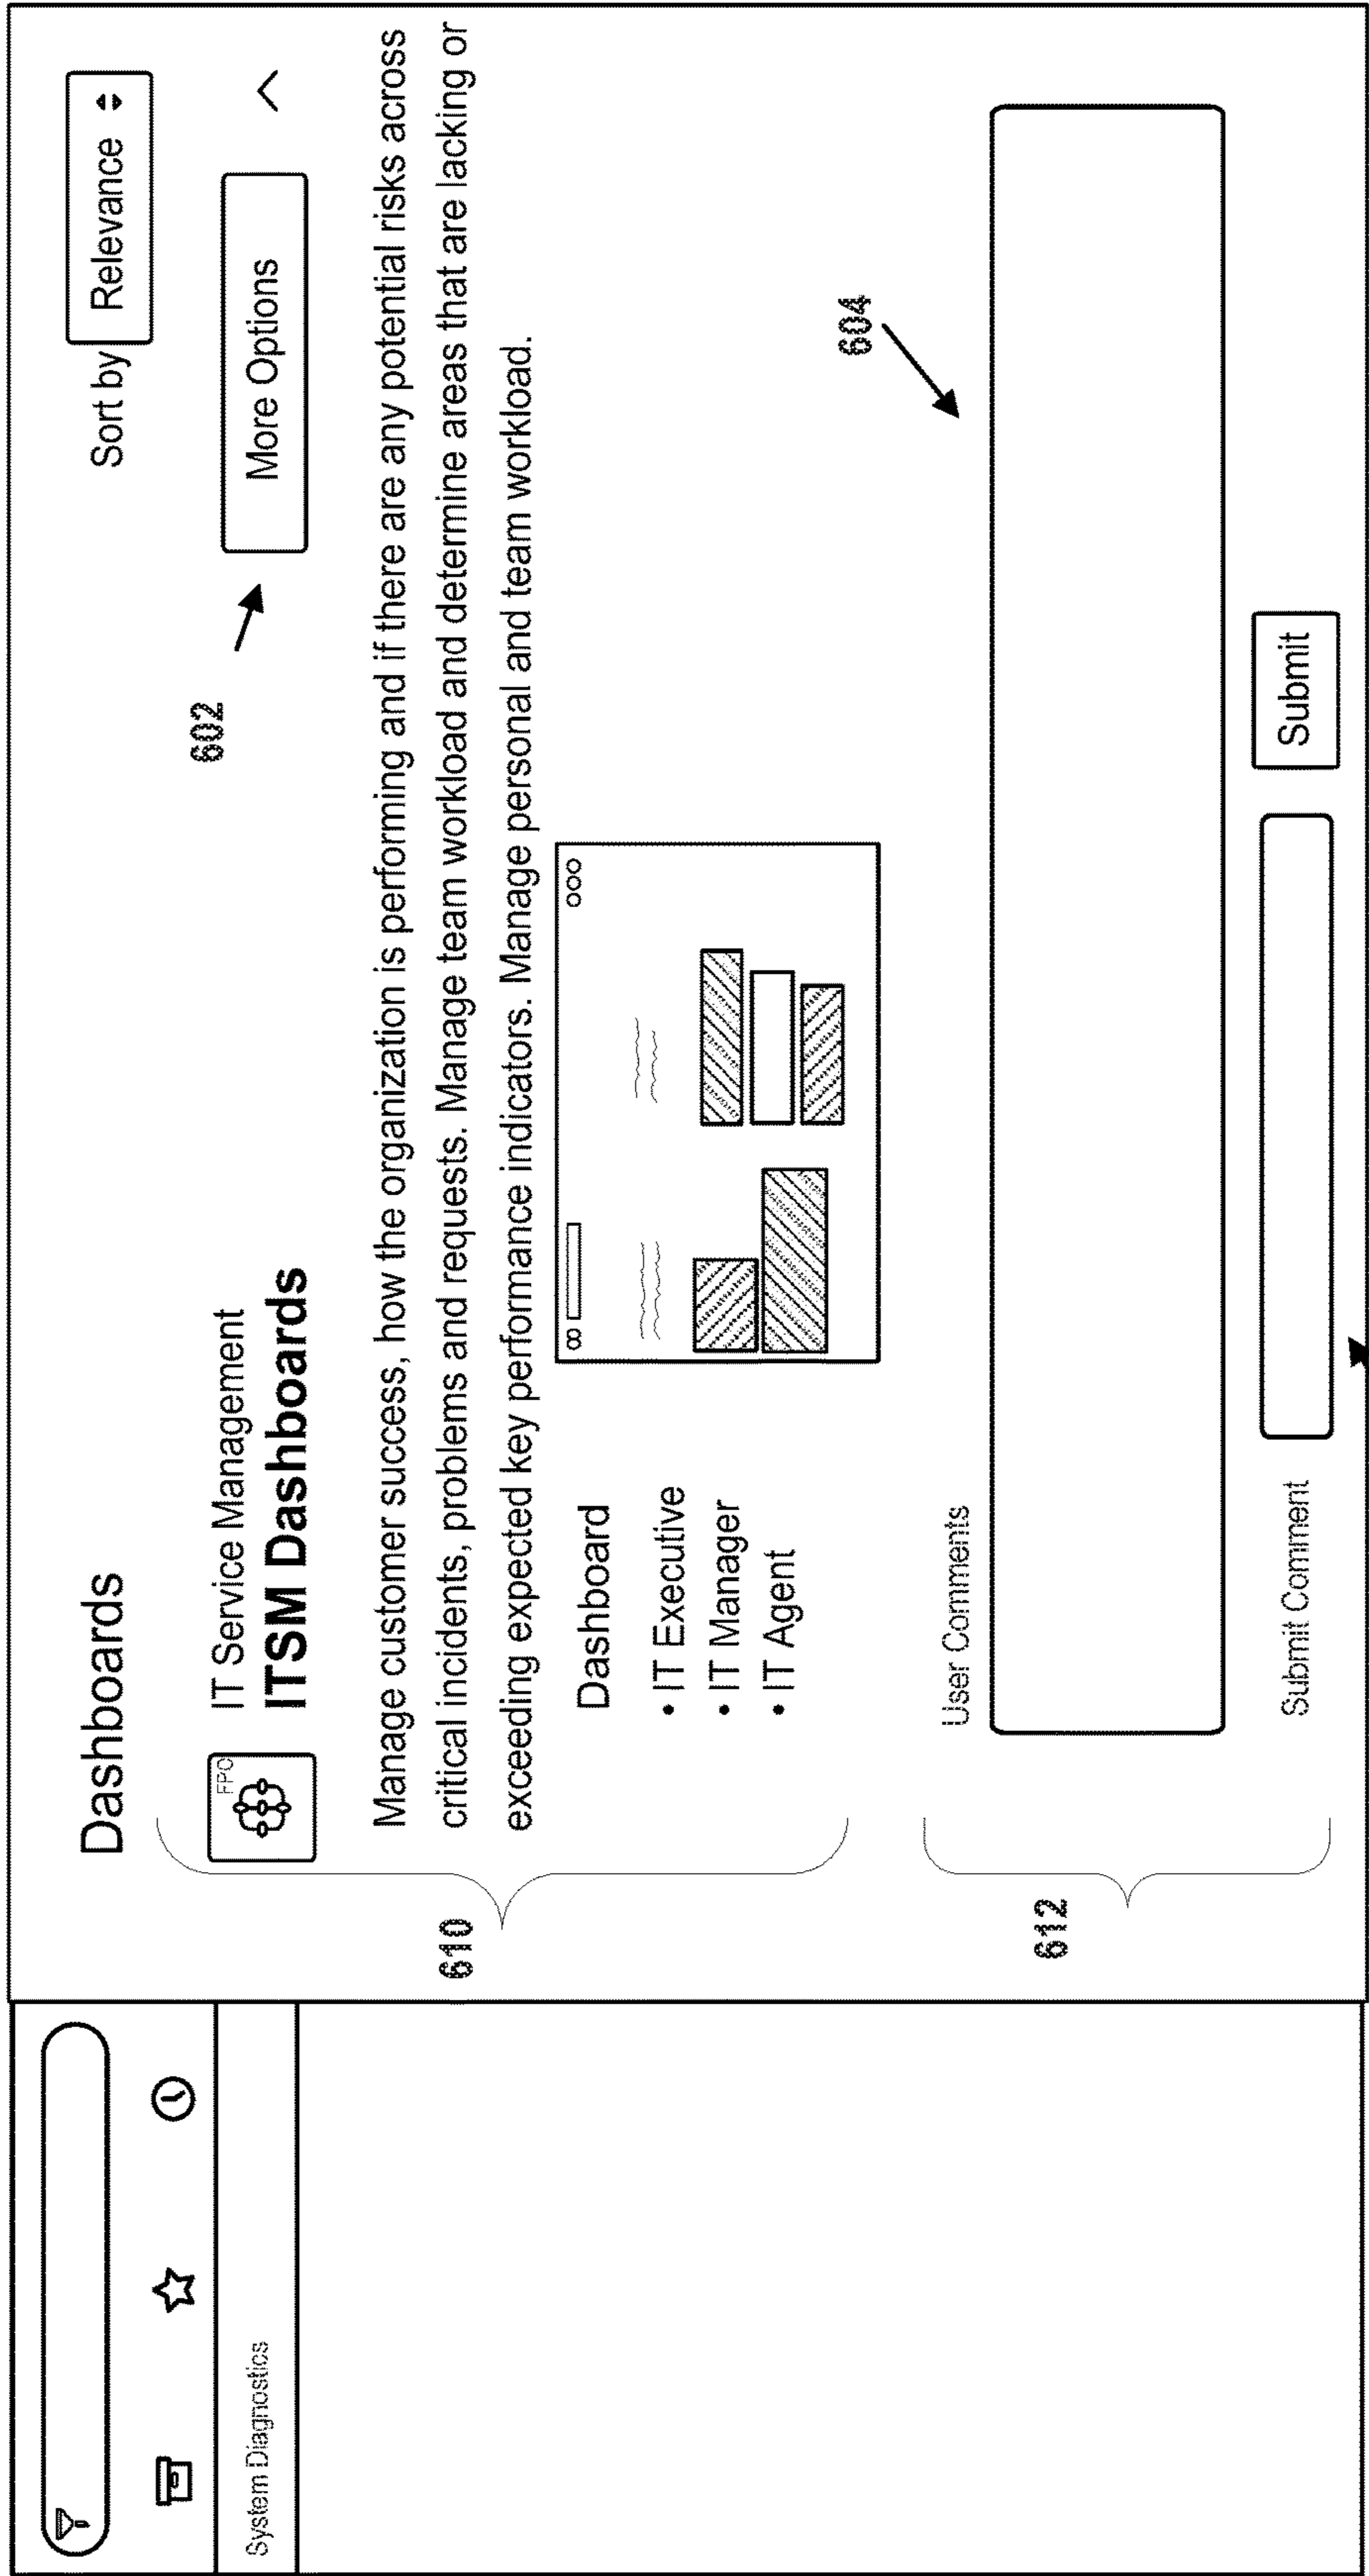 System Diagnostics
Dashboards
Sort by Relevance
FPO
IT Service Management
ITSM Dashboards
602
More Options
Manage customer success, how the organization is performing and if there are any potential risks across
critical incidents, problems and requests. Manage team workload and determine areas that are lacking or
exceeding expected key performance indicators. Manage personal and team workload.
610
Dashboard
• IT Executive
• IT Manager
• IT Agent
604
User Comments
612
Submit Comment
Submit